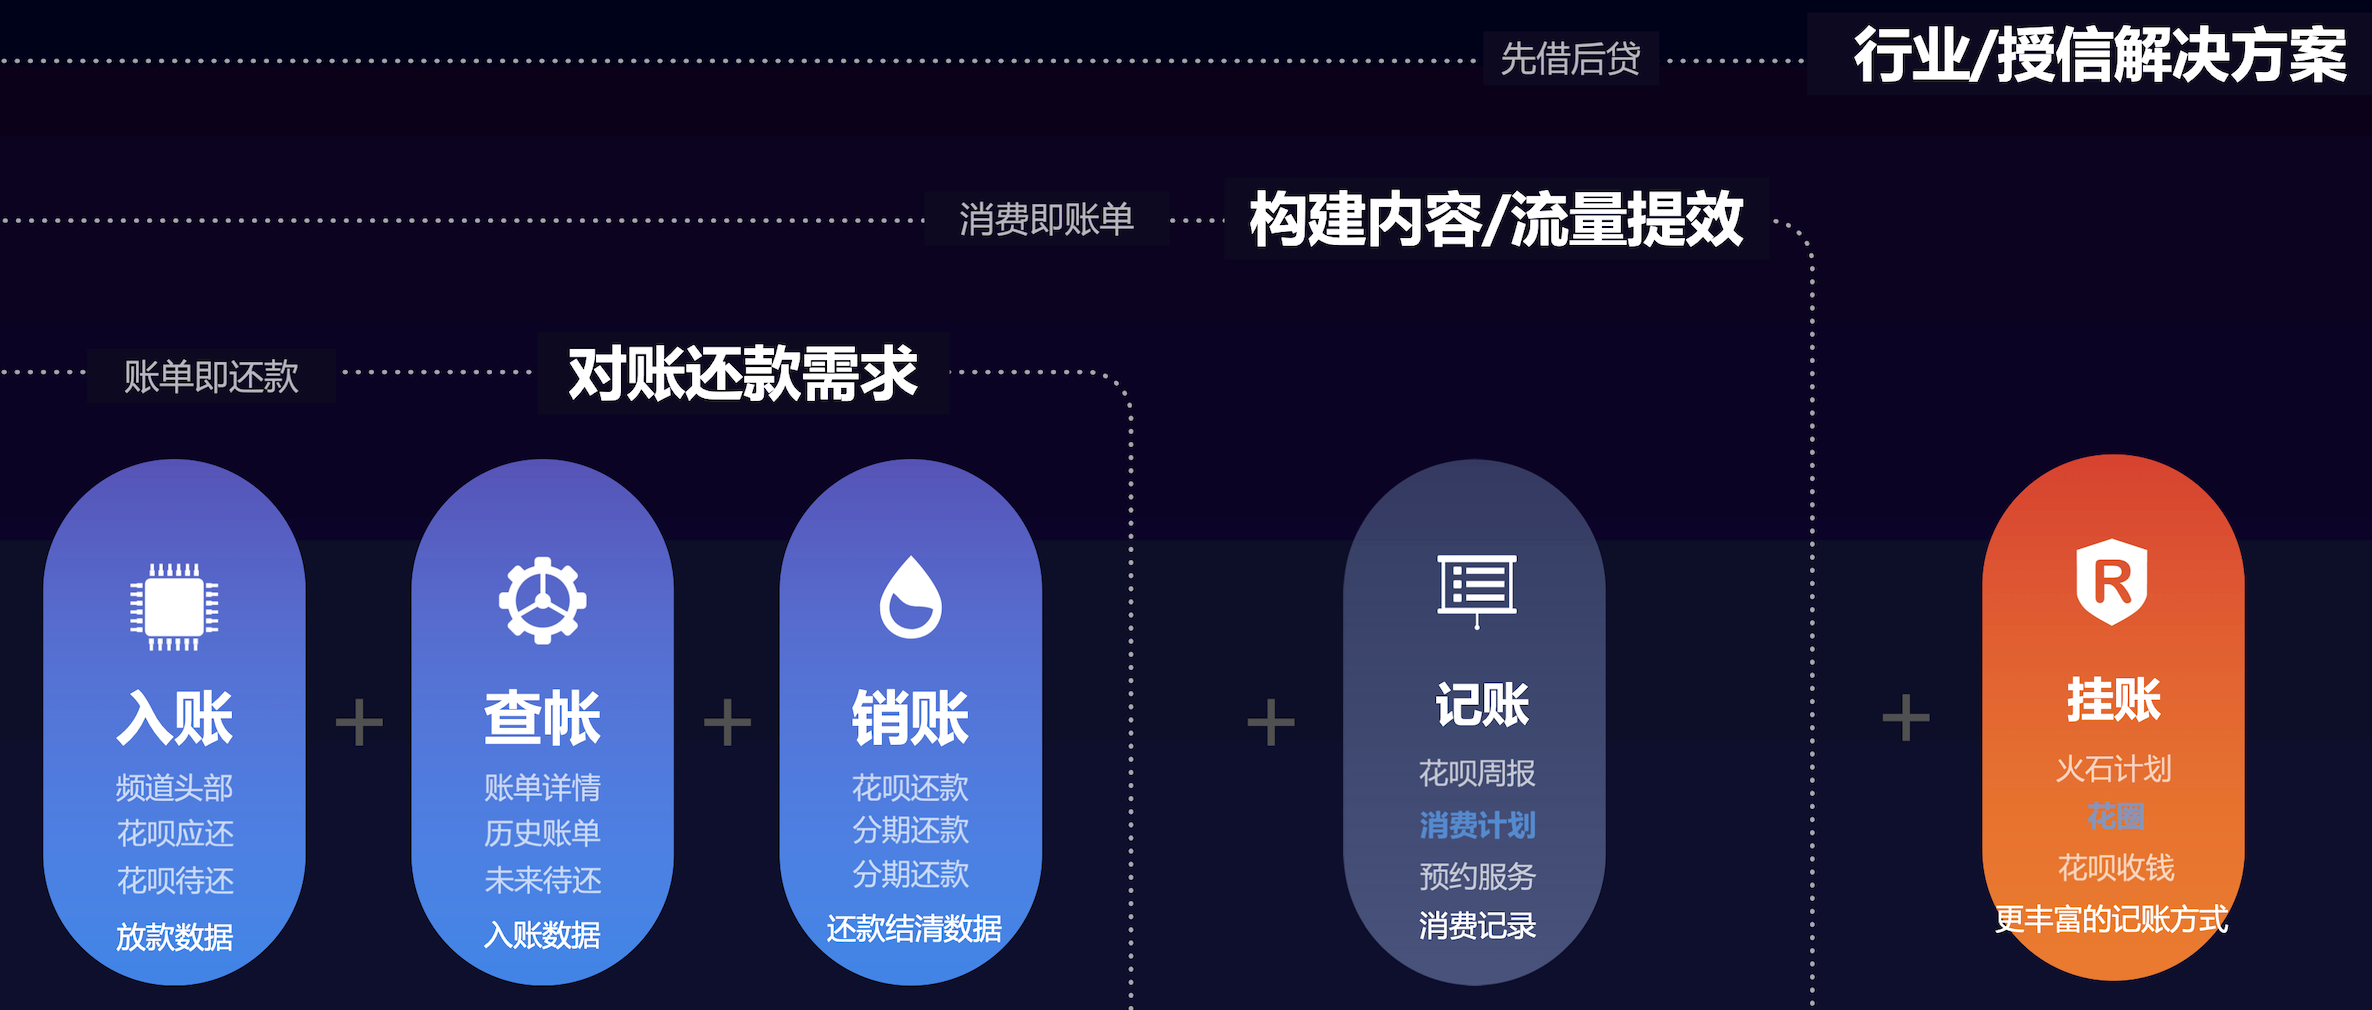 先借后贷
行业/授信解决方案
消费即账单
构建内容/流量提效
账单即还款
对账还款需求
入账
频道头部
花呗应还
花呗待还
放款数据
+
查帐
账单详情
历史账单
未来待还
入账数据
+
销账
花呗还款
分期还款
分期还款
还款结清数据
+
记账
花呗周报
消费计划
预约服务
消费记录
+
R
挂账
火石计划
花圈
花呗收钱
更丰富的记账方式